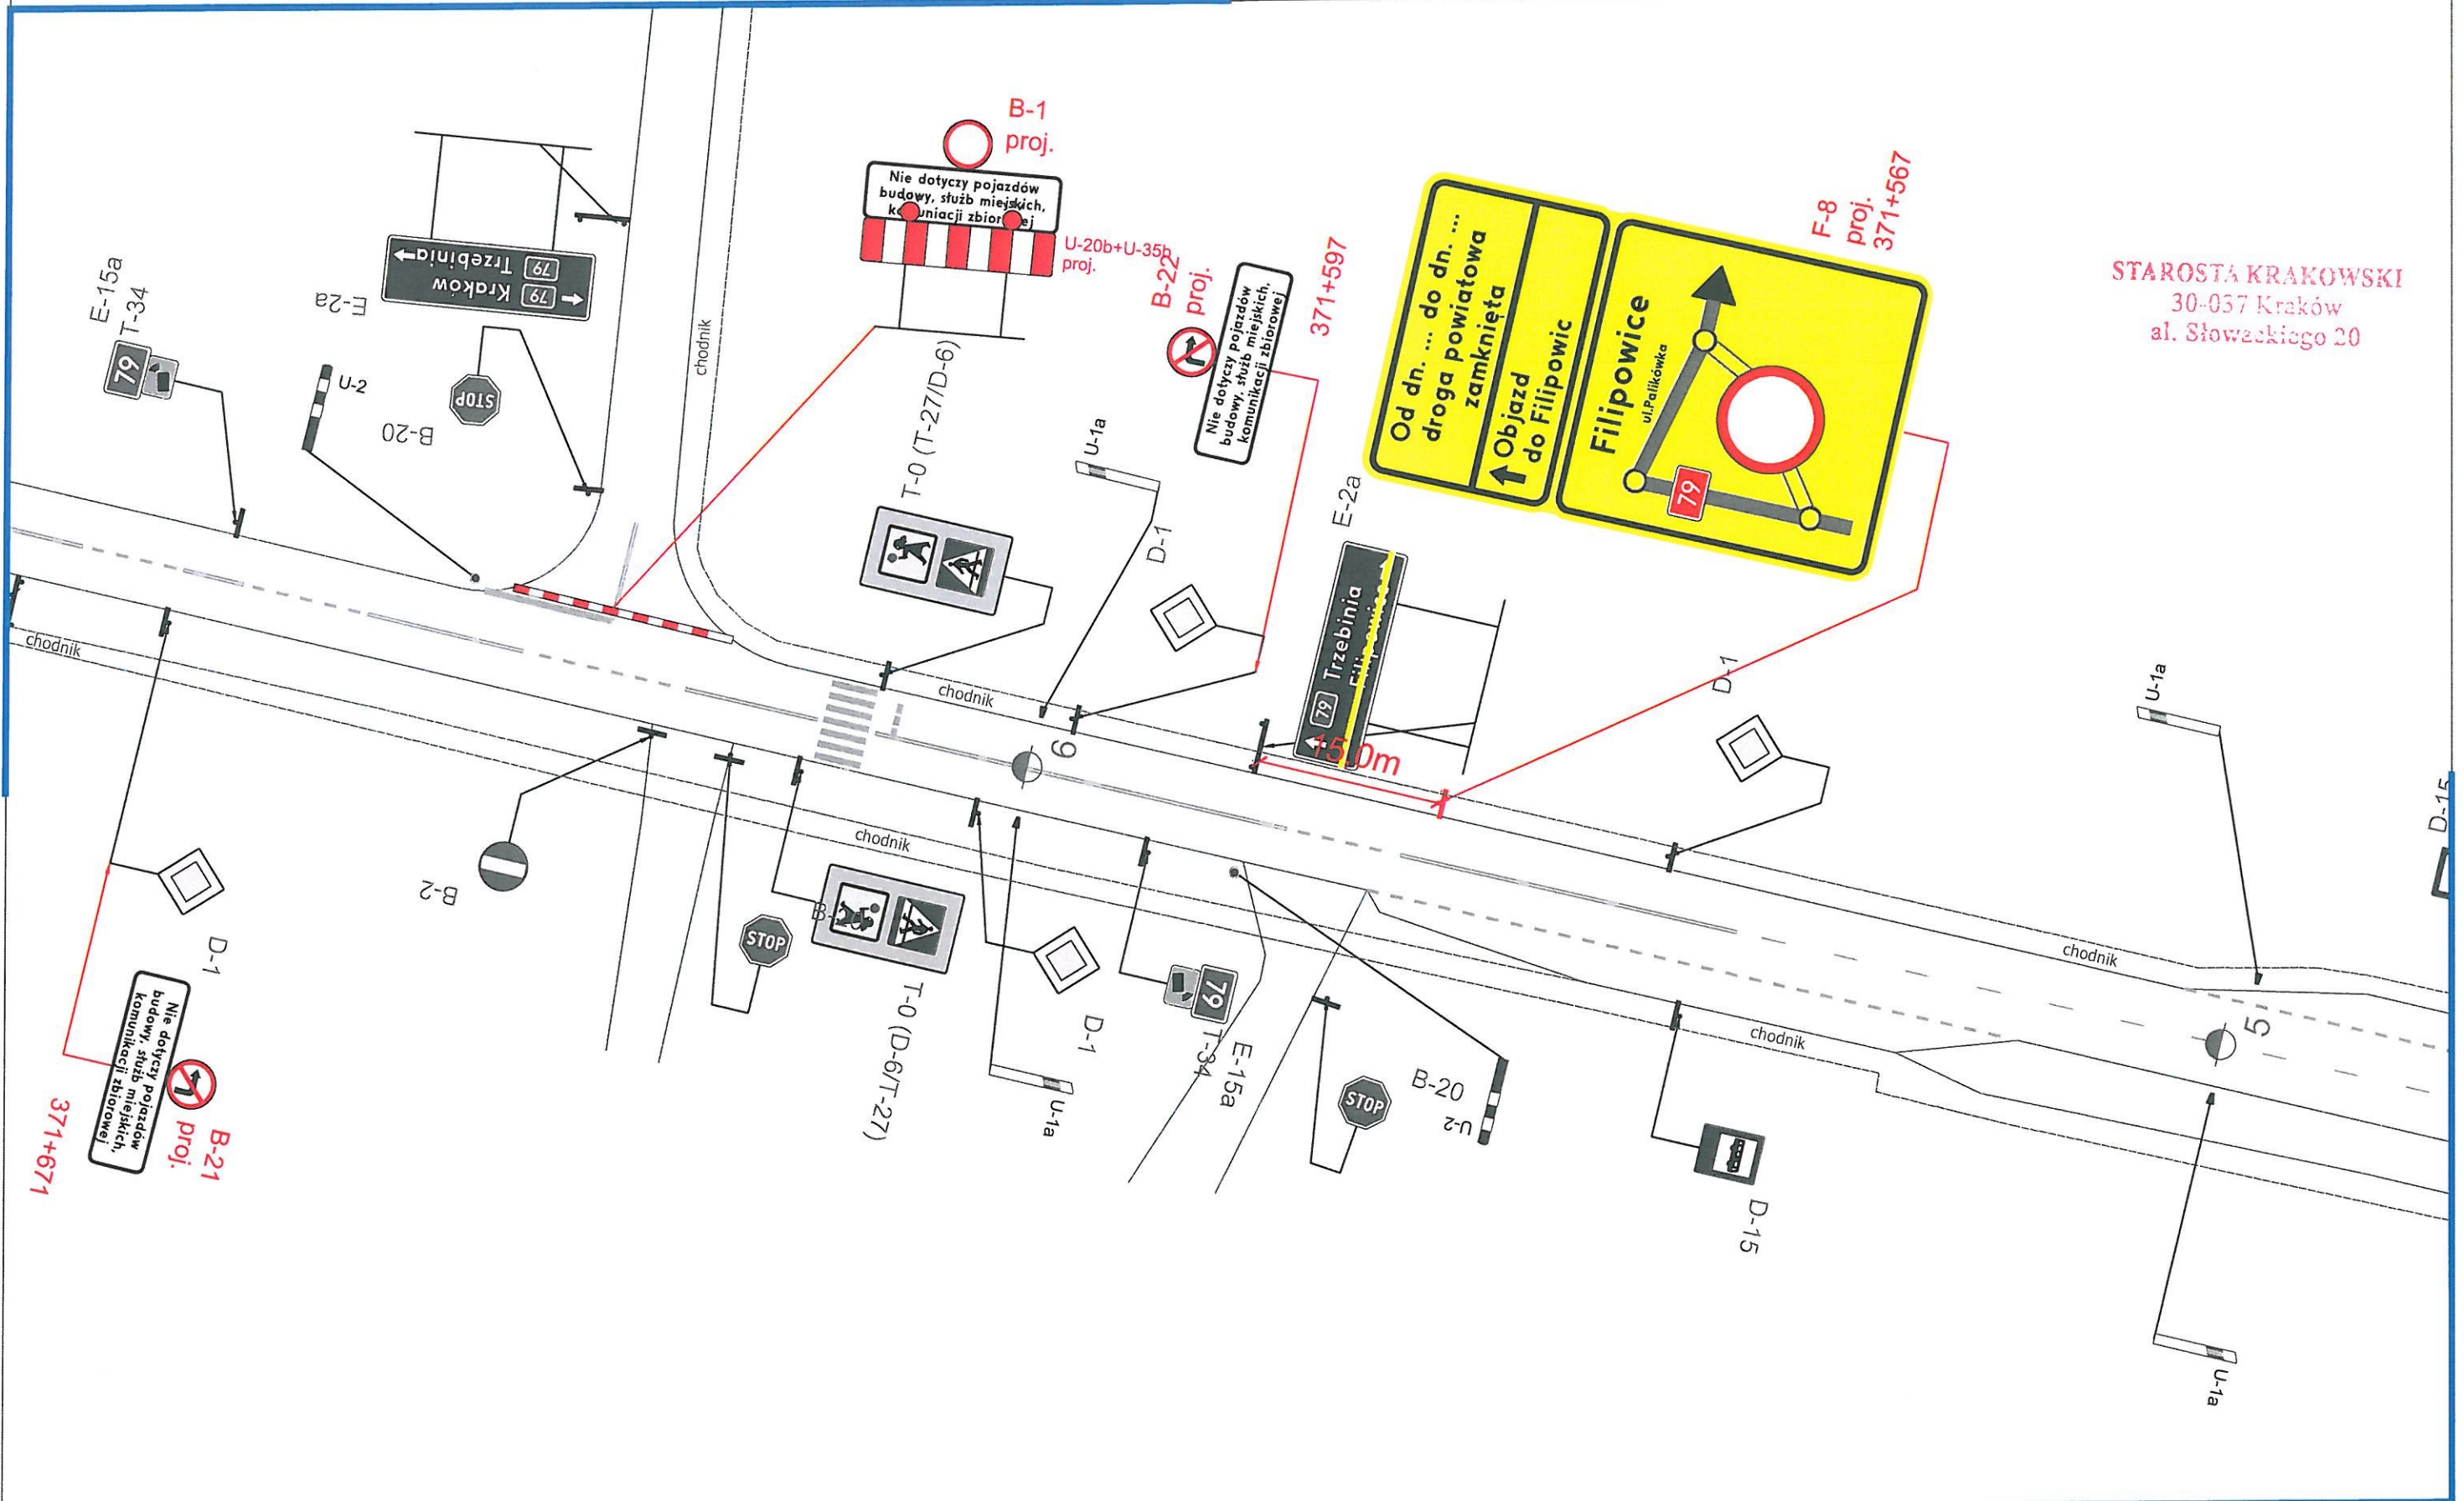 B-1
proj.
Nie dotyczy pojazdów
budowy, służb miejskich,
U-20b+U-35b
proj.
B-22
proj.
Nie dotyczy pojazdów
budowy, służb miejskich,
komunikacji zbiorowej
371+597
Od dn. ... do dn. ...
droga powiatowa
zamknięta
Objazd
do Filipowic
Filipowice
ul.Palikówka
79
F-8
proj.
371+567
STAROSTA KRAKOWSKI
30-037 Kraków
al. Słowackiego 20
E-15a
T-34
79
79 Kraków
79 Trzebinia
E-2a
U-2
STOP
B-20
chodnik
T-0 (T-27/D-6)
U-1a
D-1
E-2a
79 Trzebinia
Filipowice
15,0m
D-1
U-1a
D-15
chodnik
chodnik
6
chodnik
chodnik
chodnik
5
B-2
D-1
Nie dotyczy pojazdów
budowy, służb miejskich,
komunikacji zbiorowej
B-21
proj.
371+671
STOP
B-
T-0 (D-6/T-27)
D-1
U-1a
79
T-34
E-15a
STOP
B-20
U-2
D-15
U-1a